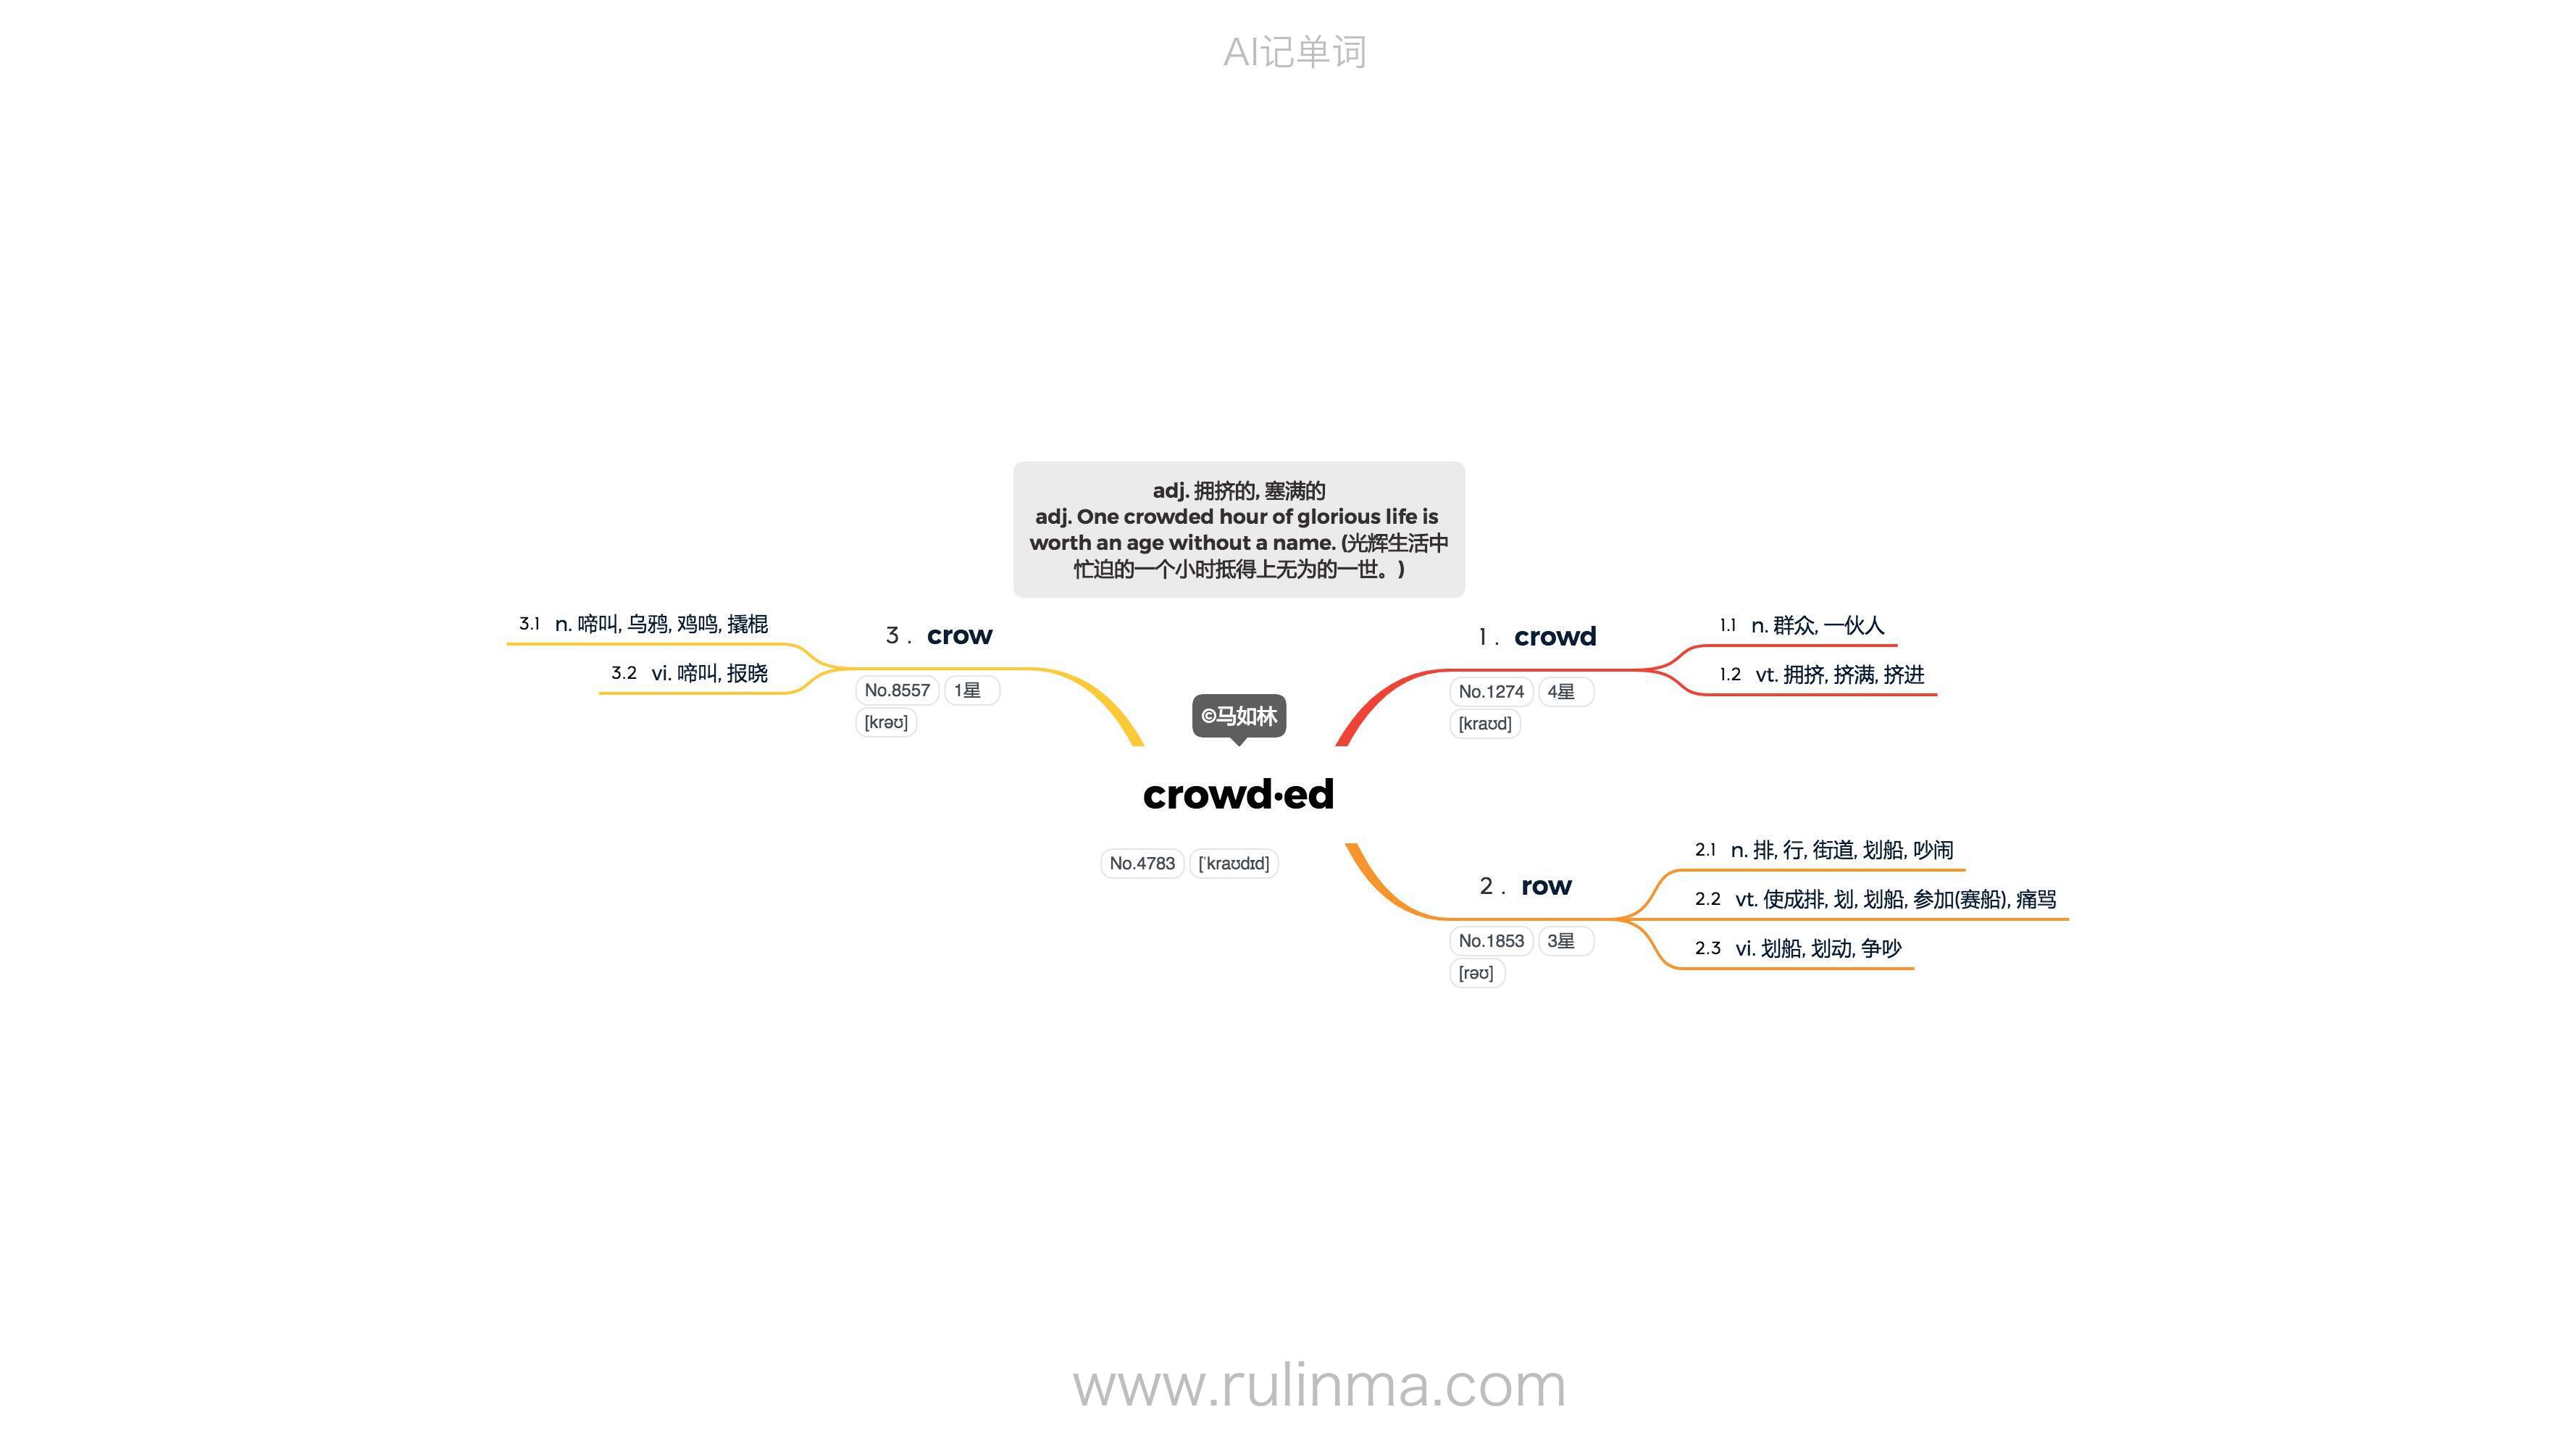 AI记单词
adj. 拥挤的, 塞满的
adj. One crowded hour of glorious life is
worth an age without a name. (光辉生活中
忙迫的一个小时抵得上无为的一世。)
©马如林
crowd·ed
No.4783 [ˈkraʊdɪd]
1 . crowd
No.1274 4星
[kraʊd]
1.1 n. 群众, 一伙人
1.2 vt. 拥挤, 挤满, 挤进
2 . row
No.1853 3星
[rəʊ]
2.1 n. 排, 行, 街道, 划船, 吵闹
2.2 vt. 使成排, 划, 划船, 参加(赛船), 痛骂
2.3 vi. 划船, 划动, 争吵
3 . crow
No.8557 1星
[krəʊ]
3.1 n. 啼叫, 乌鸦, 鸡鸣, 撬棍
3.2 vi. 啼叫, 报晓
www.rulinma.com